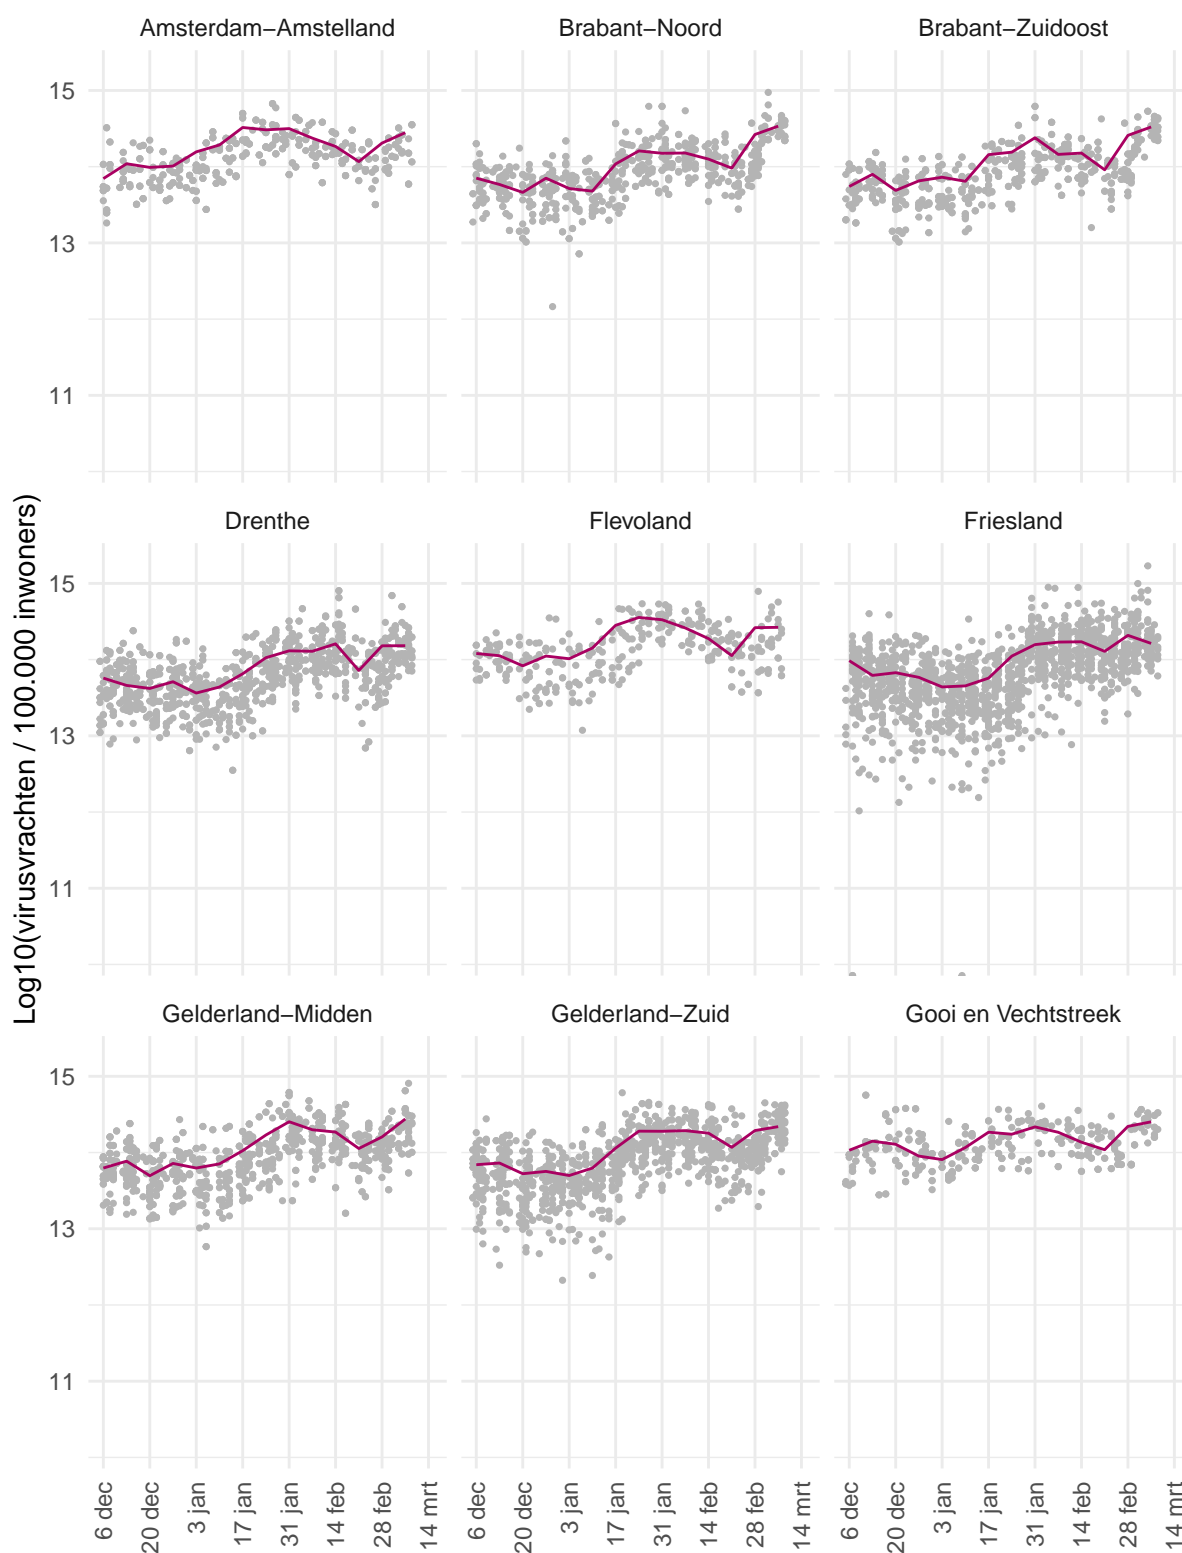 Amsterdam−Amstelland
Brabant−Noord
Brabant−Zuidoost
15
13
11
Drenthe
Flevoland
Friesland
15
13
11
Log10(virusvrachten / 100.000 inwoners)
Gelderland−Midden
Gelderland−Zuid
Gooi en Vechtstreek
15
13
11
6 dec
20 dec
3 jan
17 jan
31 jan
14 feb
28 feb
14 mrt
6 dec
20 dec
3 jan
17 jan
31 jan
14 feb
28 feb
14 mrt
6 dec
20 dec
3 jan
17 jan
31 jan
14 feb
28 feb
14 mrt